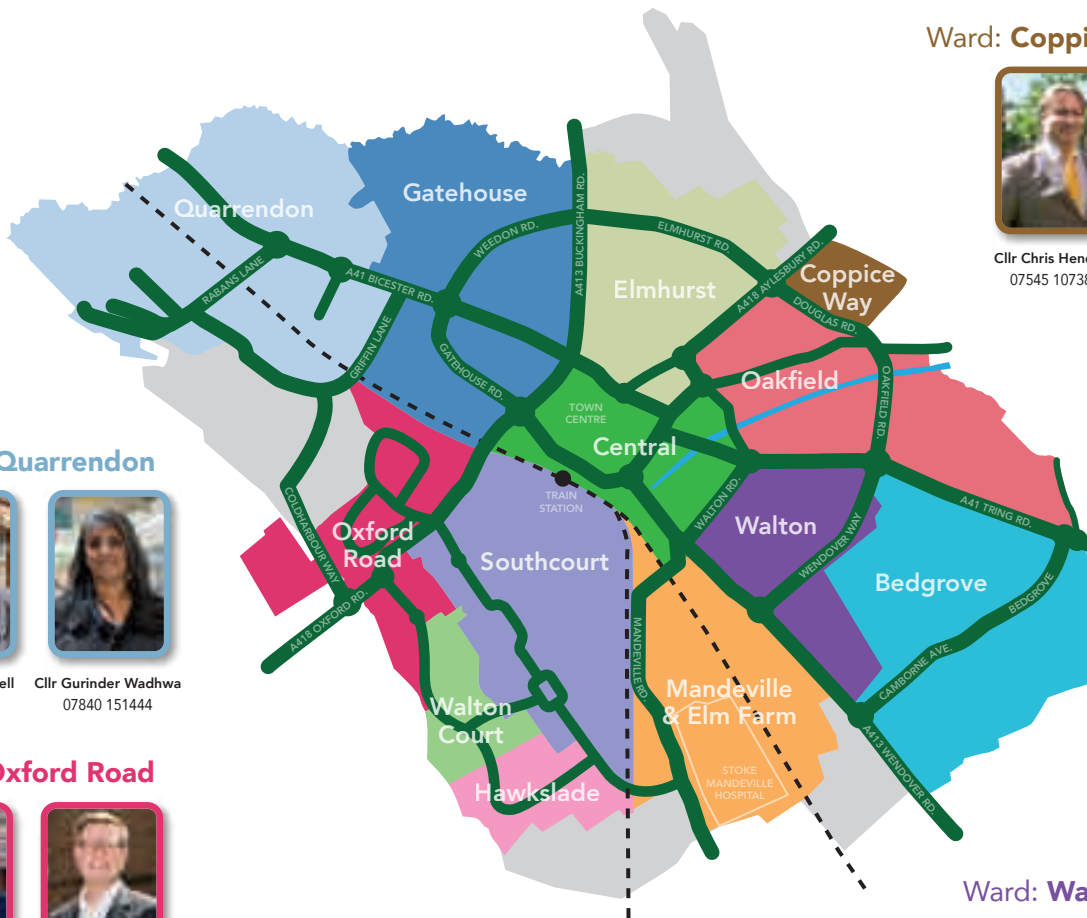 Ward: Coppi
Cllr Chris Hen
07545 10738
Quarrendon
Gatehouse
Elmhurst
Coppice
Way
Oakfield
TOWN
CENTRE
Central
TRAIN
STATION
Walton
Oxford
Road
Southcourt
Bedgrove
Walton
Court
Hawkslade
Mandeville
& Elm Farm
STOKE
MANDEVILLE
HOSPITAL
WEEDON RD.
ELMHURST RD.
A413 BUCKINGHAM RD.
A418 AYLESBURY RD.
DOUGLAS RD.
RABANS LANE
A41 BICESTER RD.
GRIFFIN LANE
GATEHOUSE RD.
OAKFIELD RD.
COLDHARBOUR WAY
WALTON RD.
WENDOVER WAY
A41 TRING RD.
BEDGROVE
A418 OXFORD RD.
MANDEVILLE RD.
CAMBORNE AVE.
A413 WENDOVER RD.
Quarrendon
ell
Cllr Gurinder Wadhwa
07840 151444
Oxford Road
Ward: Wa